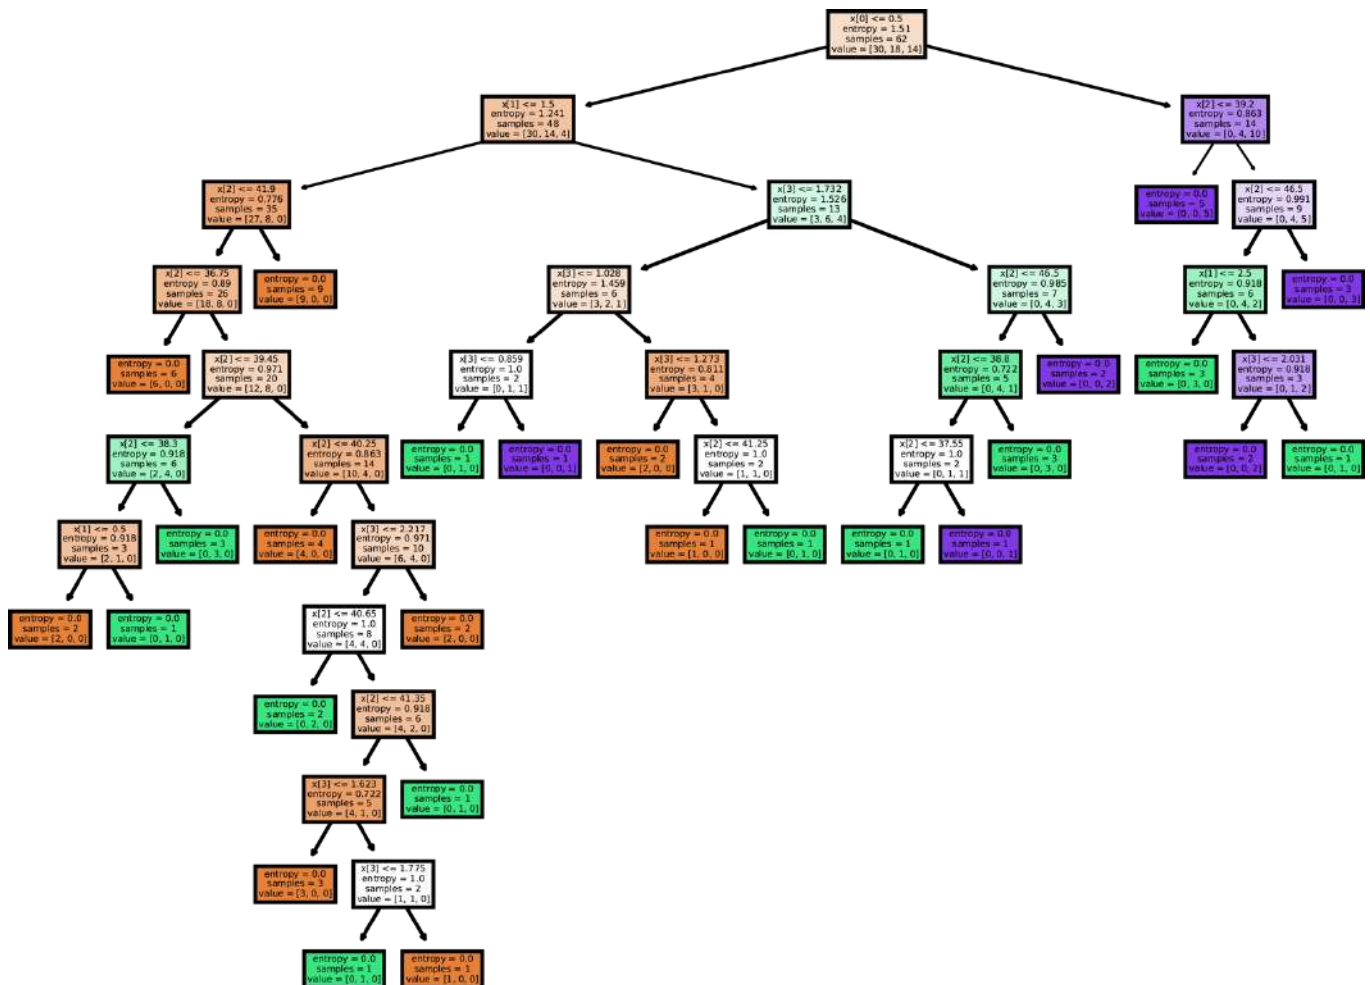 x[0] <= 0.5
entropy = 1.51
samples = 62
value = [30, 18, 14]
x[1] <= 1.5
entropy = 1.241
samples = 48
value = [30, 14, 4]
x[2] <= 39.2
entropy = 0.863
samples = 14
value = [0, 4, 10]
x[2] <= 41.9
entropy = 0.776
samples = 35
value = [27, 8, 0]
x[3] <= 1.732
entropy = 1.526
samples = 13
value = [3, 6, 4]
entropy = 0.0
samples = 5
value = [0, 0, 5]
x[2] <= 46.5
entropy = 0.991
samples = 9
value = [0, 4, 5]
x[2] <= 36.75
entropy = 0.89
samples = 26
value = [18, 8, 0]
entropy = 0.0
samples = 9
value = [9, 0, 0]
x[3] <= 1.028
entropy = 1.459
samples = 6
value = [3, 2, 1]
x[2] <= 46.5
entropy = 0.985
samples = 7
value = [0, 4, 3]
x[1] <= 2.5
entropy = 0.918
samples = 6
value = [0, 4, 2]
entropy = 0.0
samples = 3
value = [0, 0, 3]
entropy = 0.0
samples = 6
value = [6, 0, 0]
x[2] <= 39.45
entropy = 0.971
samples = 20
value = [12, 8, 0]
x[3] <= 0.859
entropy = 1.0
samples = 2
value = [0, 1, 1]
x[3] <= 1.273
entropy = 0.811
samples = 4
value = [3, 1, 0]
x[2] <= 38.8
entropy = 0.722
samples = 5
value = [0, 4, 1]
entropy = 0.0
samples = 2
value = [0, 0, 2]
entropy = 0.0
samples = 3
value = [0, 3, 0]
x[3] <= 2.031
entropy = 0.918
samples = 3
value = [0, 1, 2]
x[2] <= 38.3
entropy = 0.918
samples = 6
value = [2, 4, 0]
x[2] <= 40.25
entropy = 0.863
samples = 14
value = [10, 4, 0]
entropy = 0.0
samples = 1
value = [0, 1, 0]
entropy = 0.0
samples = 1
value = [0, 0, 1]
entropy = 0.0
samples = 2
value = [2, 0, 0]
x[2] <= 41.25
entropy = 1.0
samples = 2
value = [1, 1, 0]
x[2] <= 37.55
entropy = 1.0
samples = 2
value = [0, 1, 1]
entropy = 0.0
samples = 3
value = [0, 3, 0]
entropy = 0.0
samples = 2
value = [0, 0, 2]
entropy = 0.0
samples = 1
value = [0, 1, 0]
x[1] <= 0.5
entropy = 0.918
samples = 3
value = [2, 1, 0]
entropy = 0.0
samples = 3
value = [0, 3, 0]
entropy = 0.0
samples = 4
value = [4, 0, 0]
x[3] <= 2.217
entropy = 0.971
samples = 10
value = [6, 4, 0]
entropy = 0.0
samples = 1
value = [1, 0, 0]
entropy = 0.0
samples = 1
value = [0, 1, 0]
entropy = 0.0
samples = 1
value = [0, 1, 0]
entropy = 0.0
samples = 1
value = [0, 0, 1]
entropy = 0.0
samples = 2
value = [2, 0, 0]
entropy = 0.0
samples = 1
value = [0, 1, 0]
x[2] <= 40.65
entropy = 1.0
samples = 8
value = [4, 4, 0]
entropy = 0.0
samples = 2
value = [2, 0, 0]
entropy = 0.0
samples = 2
value = [0, 2, 0]
x[2] <= 41.35
entropy = 0.918
samples = 6
value = [4, 2, 0]
x[3] <= 1.623
entropy = 0.722
samples = 5
value = [4, 1, 0]
entropy = 0.0
samples = 1
value = [0, 1, 0]
entropy = 0.0
samples = 3
value = [3, 0, 0]
x[3] <= 1.775
entropy = 1.0
samples = 2
value = [1, 1, 0]
entropy = 0.0
samples = 1
value = [0, 1, 0]
entropy = 0.0
samples = 1
value = [1, 0, 0]